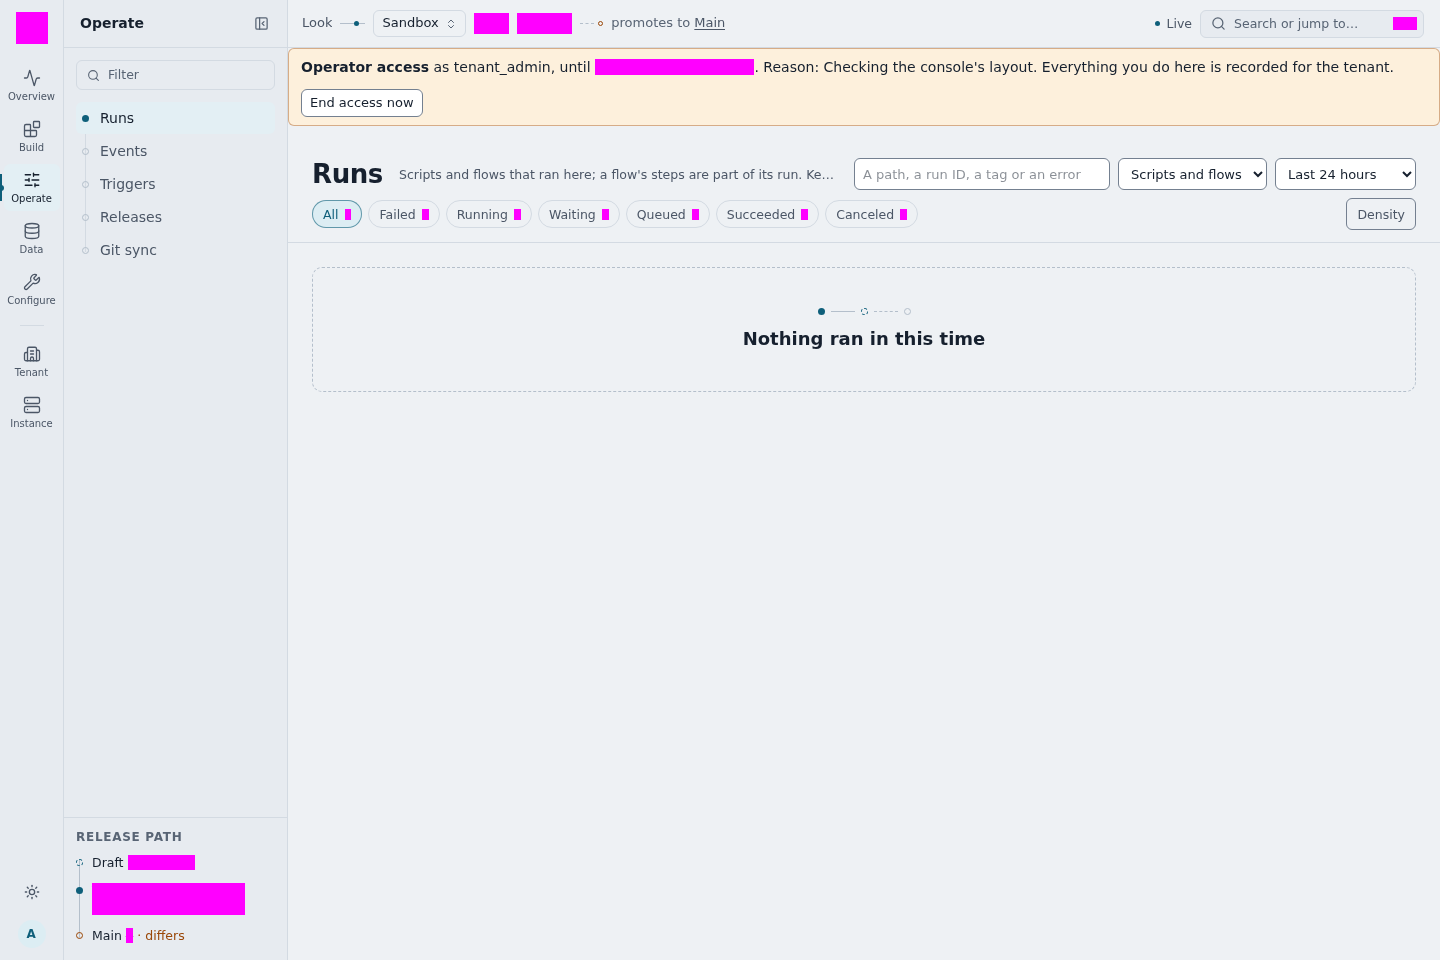 Operate
Look
Sandbox
promotes to Main
Live
Search or jump to…
Overview
Build
Operate
Data
Configure
Tenant
Instance
A
Filter
Runs
Events
Triggers
Releases
Git sync
RELEASE PATH
Draft
Main · differs
Operator access as tenant_admin, until . Reason: Checking the console's layout. Everything you do here is recorded for the tenant.
End access now
Runs
Scripts and flows that ran here; a flow's steps are part of its run. Ke…
A path, a run ID, a tag or an error
Scripts and flows
Last 24 hours
All
Failed
Running
Waiting
Queued
Succeeded
Canceled
Density
Nothing ran in this time